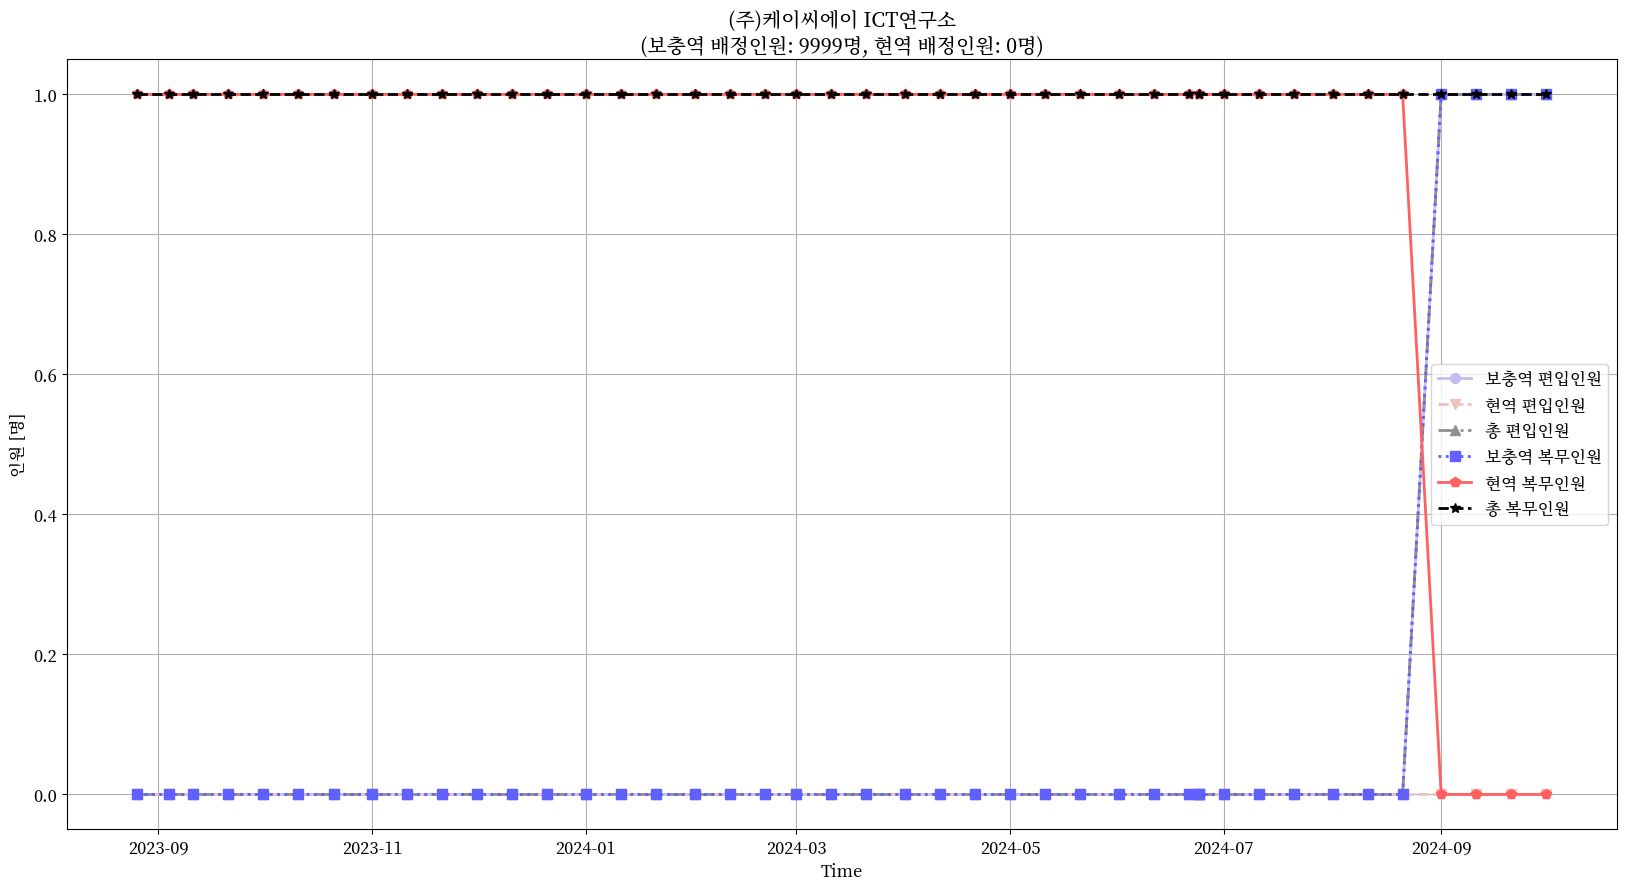 (주)케이씨에이 ICT연구소
(보충역 배정인원: 9999명, 현역 배정인원: 0명)
1.0
0.8
0.6
0.4
0.2
0.0
인원 [명]
보충역 편입인원
현역 편입인원
총 편입인원
보충역 복무인원
현역 복무인원
총 복무인원
2023-09
2023-11
2024-01
2024-03
2024-05
2024-07
2024-09
Time